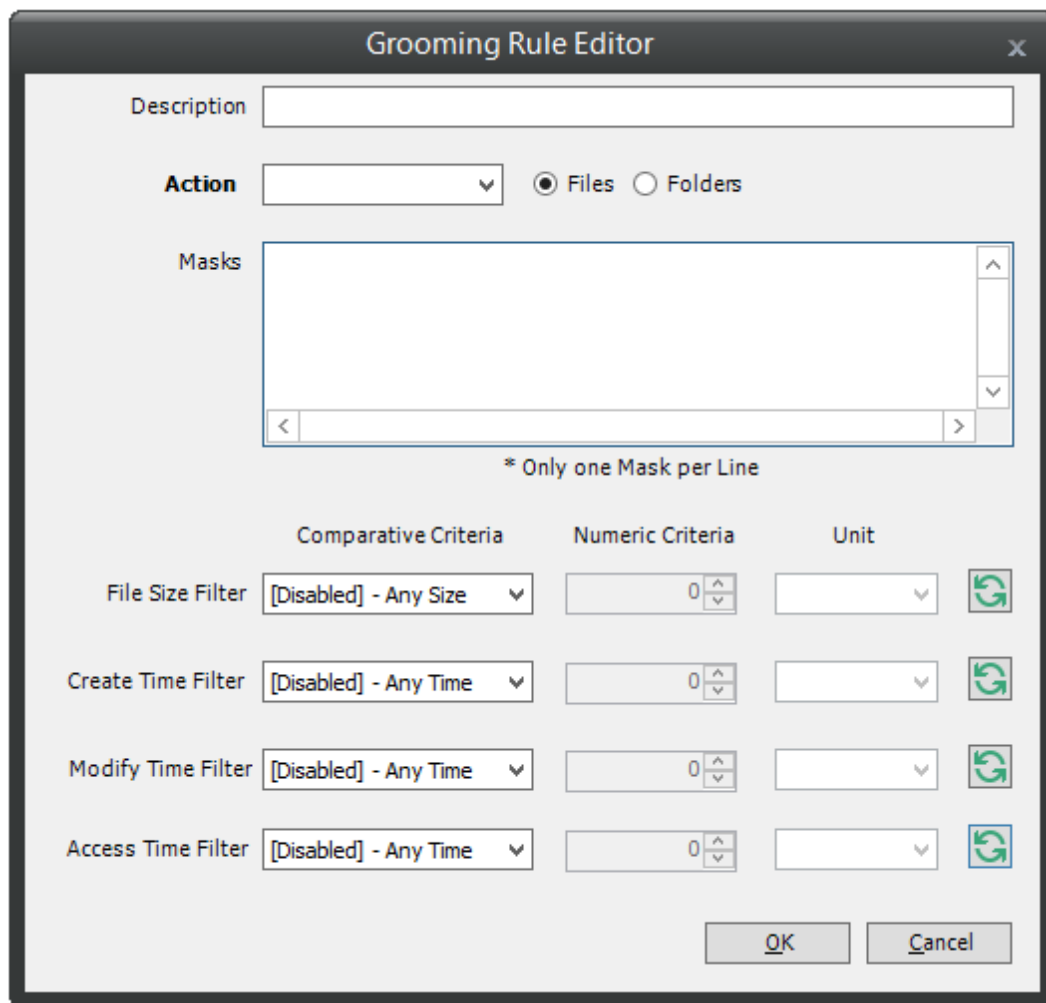 Grooming Rule Editor x
Description
Action Files Folders
Masks
* Only one Mask per Line
Comparative Criteria Numeric Criteria Unit
File Size Filter [Disabled] - Any Size 0
Create Time Filter [Disabled] - Any Time 0
Modify Time Filter [Disabled] - Any Time 0
Access Time Filter [Disabled] - Any Time 0
OK Cancel